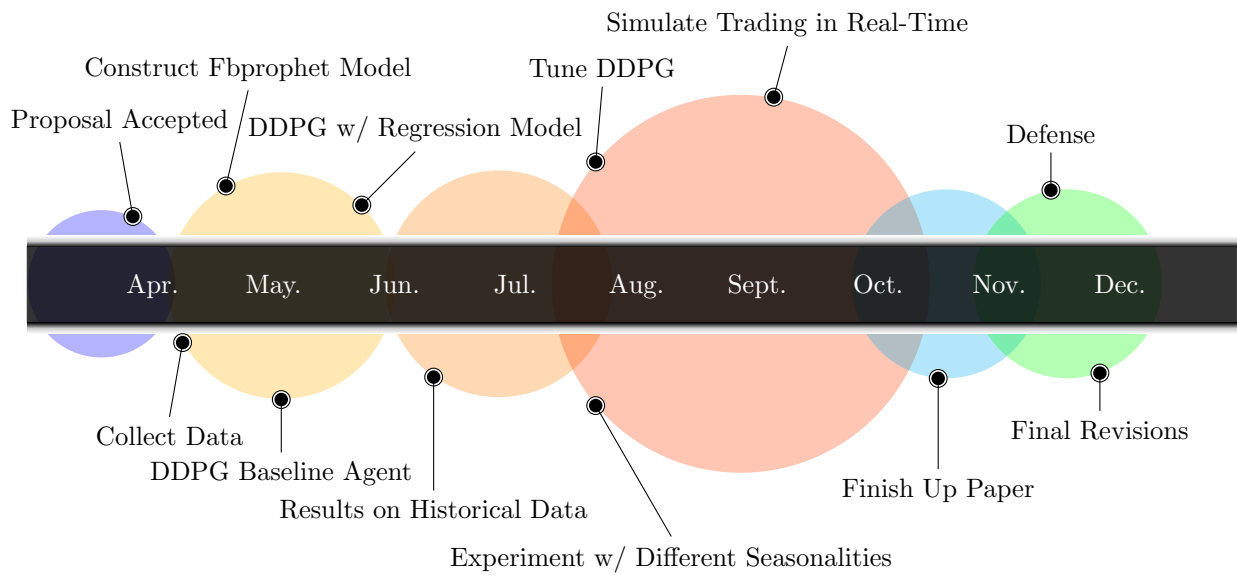 Simulate Trading in Real-Time
Construct Fbprophet Model
Tune DDPG
Proposal Accepted
DDPG w/ Regression Model
Defense
Apr.
May.
Jun.
Jul.
Aug.
Sept.
Oct.
Nov.
Dec.
Collect Data
Final Revisions
DDPG Baseline Agent
Finish Up Paper
Results on Historical Data
Experiment w/ Different Seasonalities